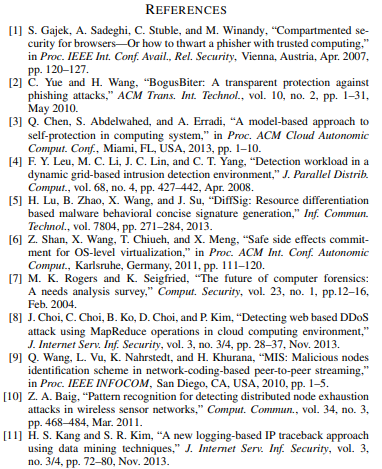 REFERENCES
[1] S. Gajek, A. Sadeghi, C. Stuble, and M. Winandy, “Compartmented se-
curity for browsers—Or how to thwart a phisher with trusted computing,”
in Proc. IEEE Int. Conf. Avail., Rel. Security, Vienna, Austria, Apr. 2007,
pp. 120–127.
[2] C. Yue and H. Wang, “BogusBiter: A transparent protection against
phishing attacks,” ACM Trans. Int. Technol., vol. 10, no. 2, pp. 1–31,
May 2010.
[3] Q. Chen, S. Abdelwahed, and A. Erradi, “A model-based approach to
self-protection in computing system,” in Proc. ACM Cloud Autonomic
Comput. Conf., Miami, FL, USA, 2013, pp. 1–10.
[4] F. Y. Leu, M. C. Li, J. C. Lin, and C. T. Yang, “Detection workload in a
dynamic grid-based intrusion detection environment,” J. Parallel Distrib.
Comput., vol. 68, no. 4, pp. 427–442, Apr. 2008.
[5] H. Lu, B. Zhao, X. Wang, and J. Su, “DiffSig: Resource differentiation
based malware behavioral concise signature generation,” Inf. Commun.
Technol., vol. 7804, pp. 271–284, 2013.
[6] Z. Shan, X. Wang, T. Chiueh, and X. Meng, “Safe side effects commit-
ment for OS-level virtualization,” in Proc. ACM Int. Conf. Autonomic
Comput., Karlsruhe, Germany, 2011, pp. 111–120.
[7] M. K. Rogers and K. Seigfried, “The future of computer forensics:
A needs analysis survey,” Comput. Security, vol. 23, no. 1, pp.12–16,
Feb. 2004.
[8] J. Choi, C. Choi, B. Ko, D. Choi, and P. Kim, “Detecting web based DDoS
attack using MapReduce operations in cloud computing environment,”
J. Internet Serv. Inf. Security, vol. 3, no. 3/4, pp. 28–37, Nov. 2013.
[9] Q. Wang, L. Vu, K. Nahrstedt, and H. Khurana, “MIS: Malicious nodes
identification scheme in network-coding-based peer-to-peer streaming,”
in Proc. IEEE INFOCOM, San Diego, CA, USA, 2010, pp. 1–5.
[10] Z. A. Baig, “Pattern recognition for detecting distributed node exhaustion
attacks in wireless sensor networks,” Comput. Commun., vol. 34, no. 3,
pp. 468–484, Mar. 2011.
[11] H. S. Kang and S. R. Kim, “A new logging-based IP traceback approach
using data mining techniques,” J. Internet Serv. Inf. Security, vol. 3,
no. 3/4, pp. 72–80, Nov. 2013.